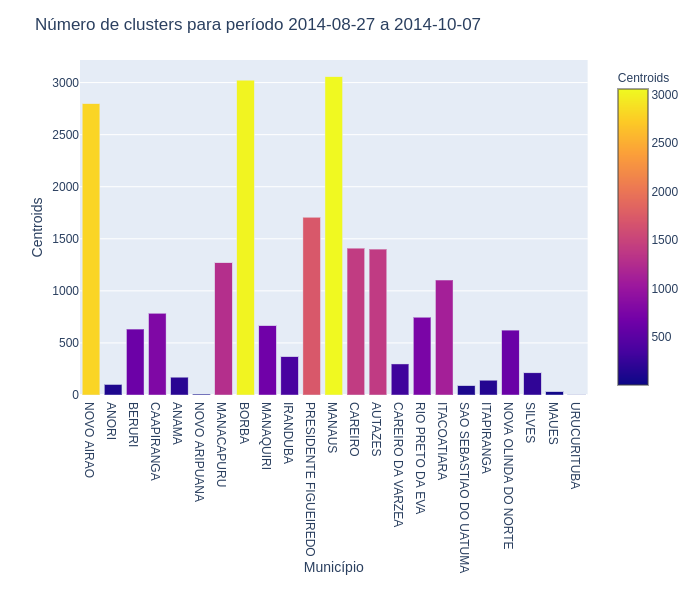 Número de clusters para período 2014-08-27 a 2014-10-07
Centroids
3000
2500
2000
1500
1000
500
0
NOVO AIRAO
ANORI
BERURI
CAAPIRANGA
ANAMA
NOVO ARIPUANA
MANACAPURU
BORBA
MANAQUIRI
IRANDUBA
PRESIDENTE FIGUEIREDO
MANAUS
CAREIRO
AUTAZES
CAREIRO DA VARZEA
RIO PRETO DA EVA
ITACOATIARA
SAO SEBASTIAO DO UATUMA
ITAPIRANGA
NOVA OLINDA DO NORTE
SILVES
MAUES
URUCURITUBA
Município
Centroids
3000
2500
2000
1500
1000
500